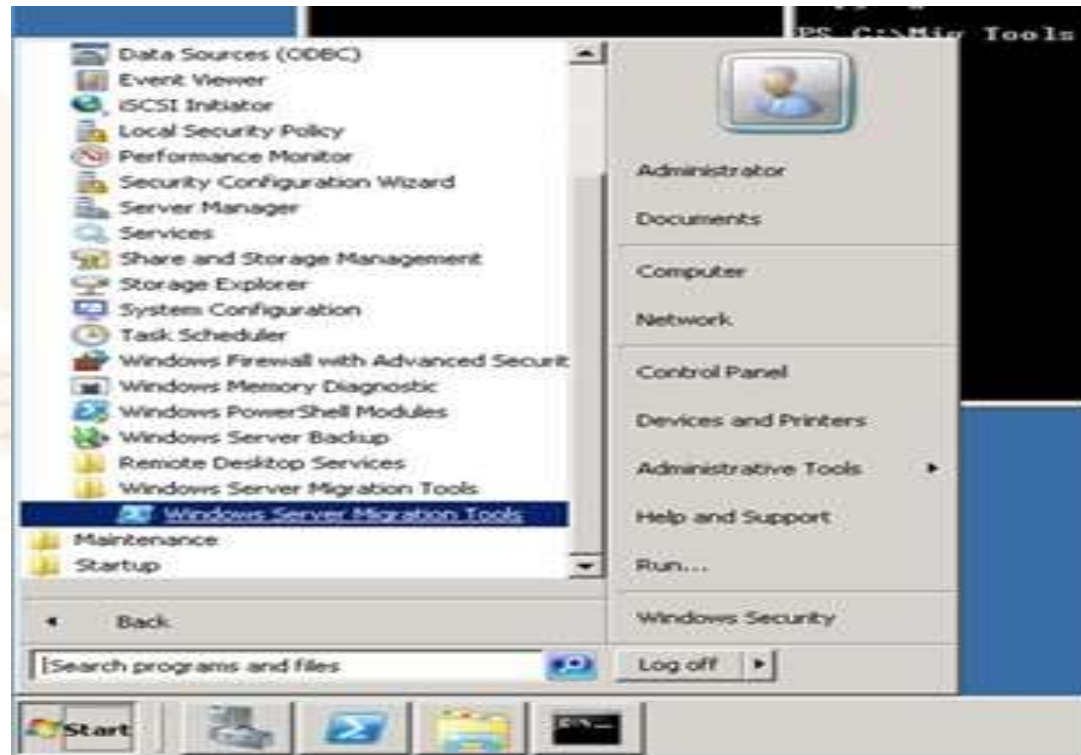 PS C:\Mig Tools
Data Sources (ODBC)
Event Viewer
iSCSI Initiator
Local Security Policy
Performance Monitor
Security Configuration Wizard
Server Manager
Services
Share and Storage Management
Storage Explorer
System Configuration
Task Scheduler
Windows Firewall with Advanced Securit
Windows Memory Diagnostic
Windows PowerShell Modules
Windows Server Backup
Remote Desktop Services
Windows Server Migration Tools
Windows Server Migration Tools
Maintenance
Startup
Back
Search programs and files
Administrator
Documents
Computer
Network
Control Panel
Devices and Printers
Administrative Tools
Help and Support
Run...
Windows Security
Log off
Start